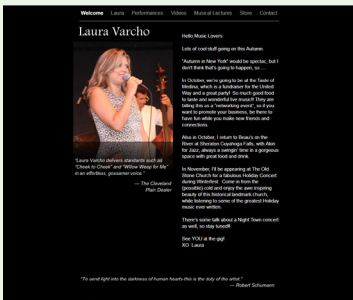 Welcome Laura Performances Videos Musical Lectures Store Contact
Laura Varcho
Hello Music Lovers:
Lots of cool stuff going on this Autumn.
"Autumn in New York' would be spectac, but I
don't think that's going to happen, so ...
In October, we're going to be at the Taste of
Medina, which is a fundraiser for the United
Way and a great party! So much good food
to taste and wonderful live music!! They are
billing this as a "networking event", so if you
want to promote your business, be there to
have fun while you make new friends and
connections.
Also in October, I return to Beau's on the
River at Sheraton Cuyahoga Falls, with Akin
for Jazz, always a swingin' time in a gorgeous
space with great food and drink.
In November, I'll be appearing at The Old
Stone Church for a fabulous Holiday Concert
during Winterfest. Come in from the
(possible) cold and enjoy the awe inspiring
beauty of this historical landmark church,
while listening to some of the greatest Holiday
music ever written.
There's some talk about a Night Town concert
as well, so stay tuned!!
See YOU at the gig!
XO Laura
"Laura Varcho delivers standards such as
"Cheek to Cheek" and "Willow Weep for Me"
in an effortless, gossamer voice."
— The Cleveland
Plain Dealer
"To send light into the darkness of human hearts-this is the duty of the artist."
— Robert Schumann